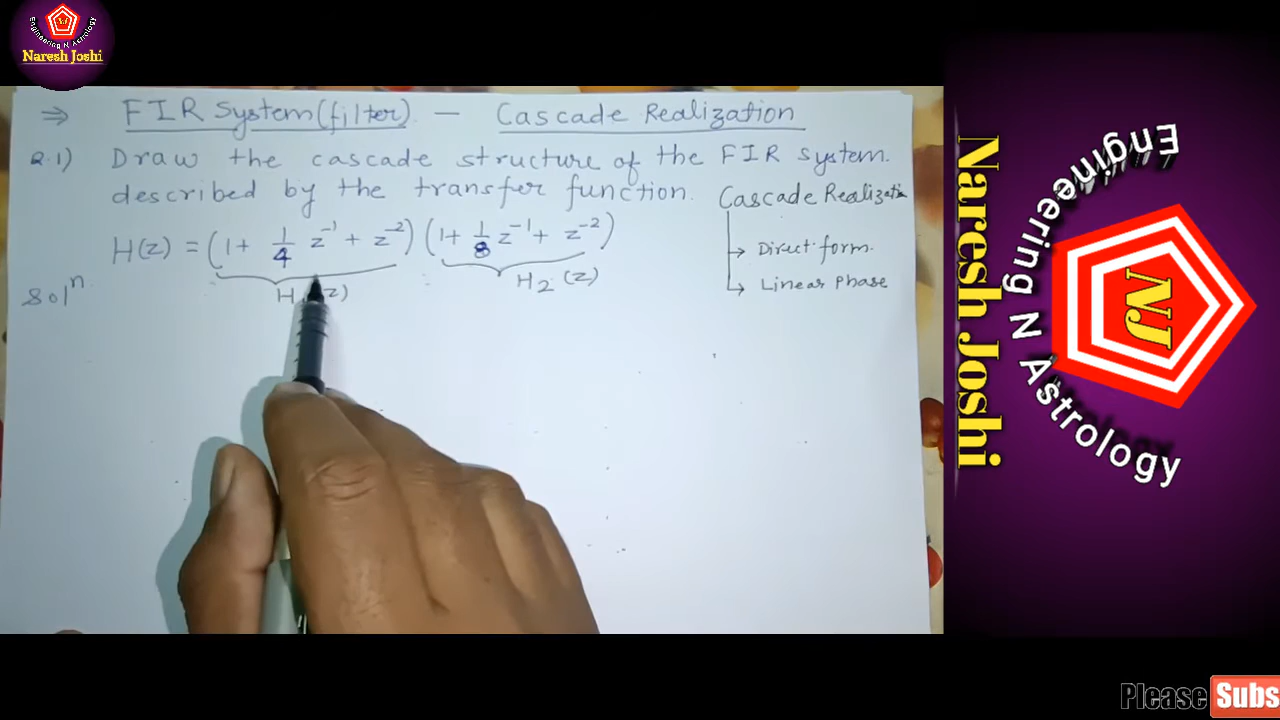 Engineering N Astrology
NJ
Naresh Joshi
⇒ FIR System(filter) - Cascade Realization
Q.1) Draw the cascade structure of the FIR system.
described by the transfer function.
H(z) = (1 + 1/4 z⁻¹ + z⁻²) (1 + 1/8 z⁻¹ + z⁻²)
H₂(z)
Solⁿ
Cascade Realizatin
→ Direct form.
→ Linear Phase
Naresh Joshi
NJ
Engineering N Astrology
Please Subs